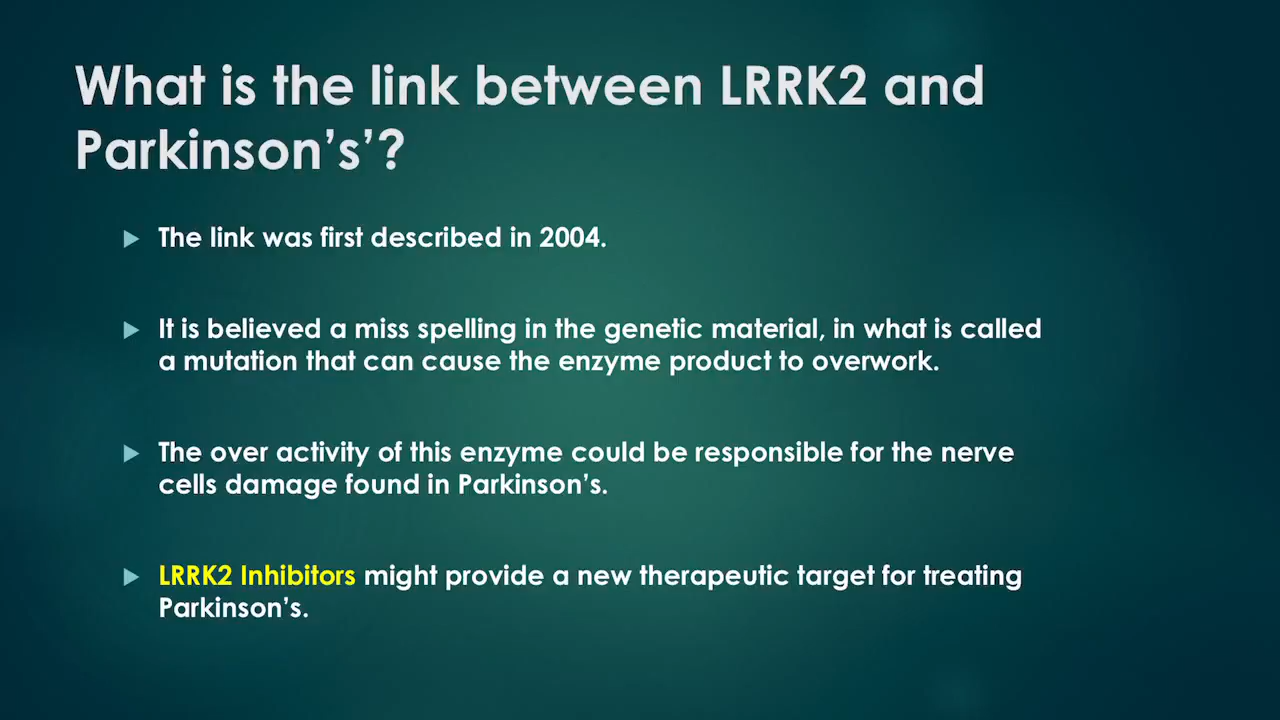 What is the link between LRRK2 and
Parkinson’s’?
The link was first described in 2004.
It is believed a miss spelling in the genetic material, in what is called
a mutation that can cause the enzyme product to overwork.
The over activity of this enzyme could be responsible for the nerve
cells damage found in Parkinson’s.
LRRK2 Inhibitors might provide a new therapeutic target for treating
Parkinson’s.